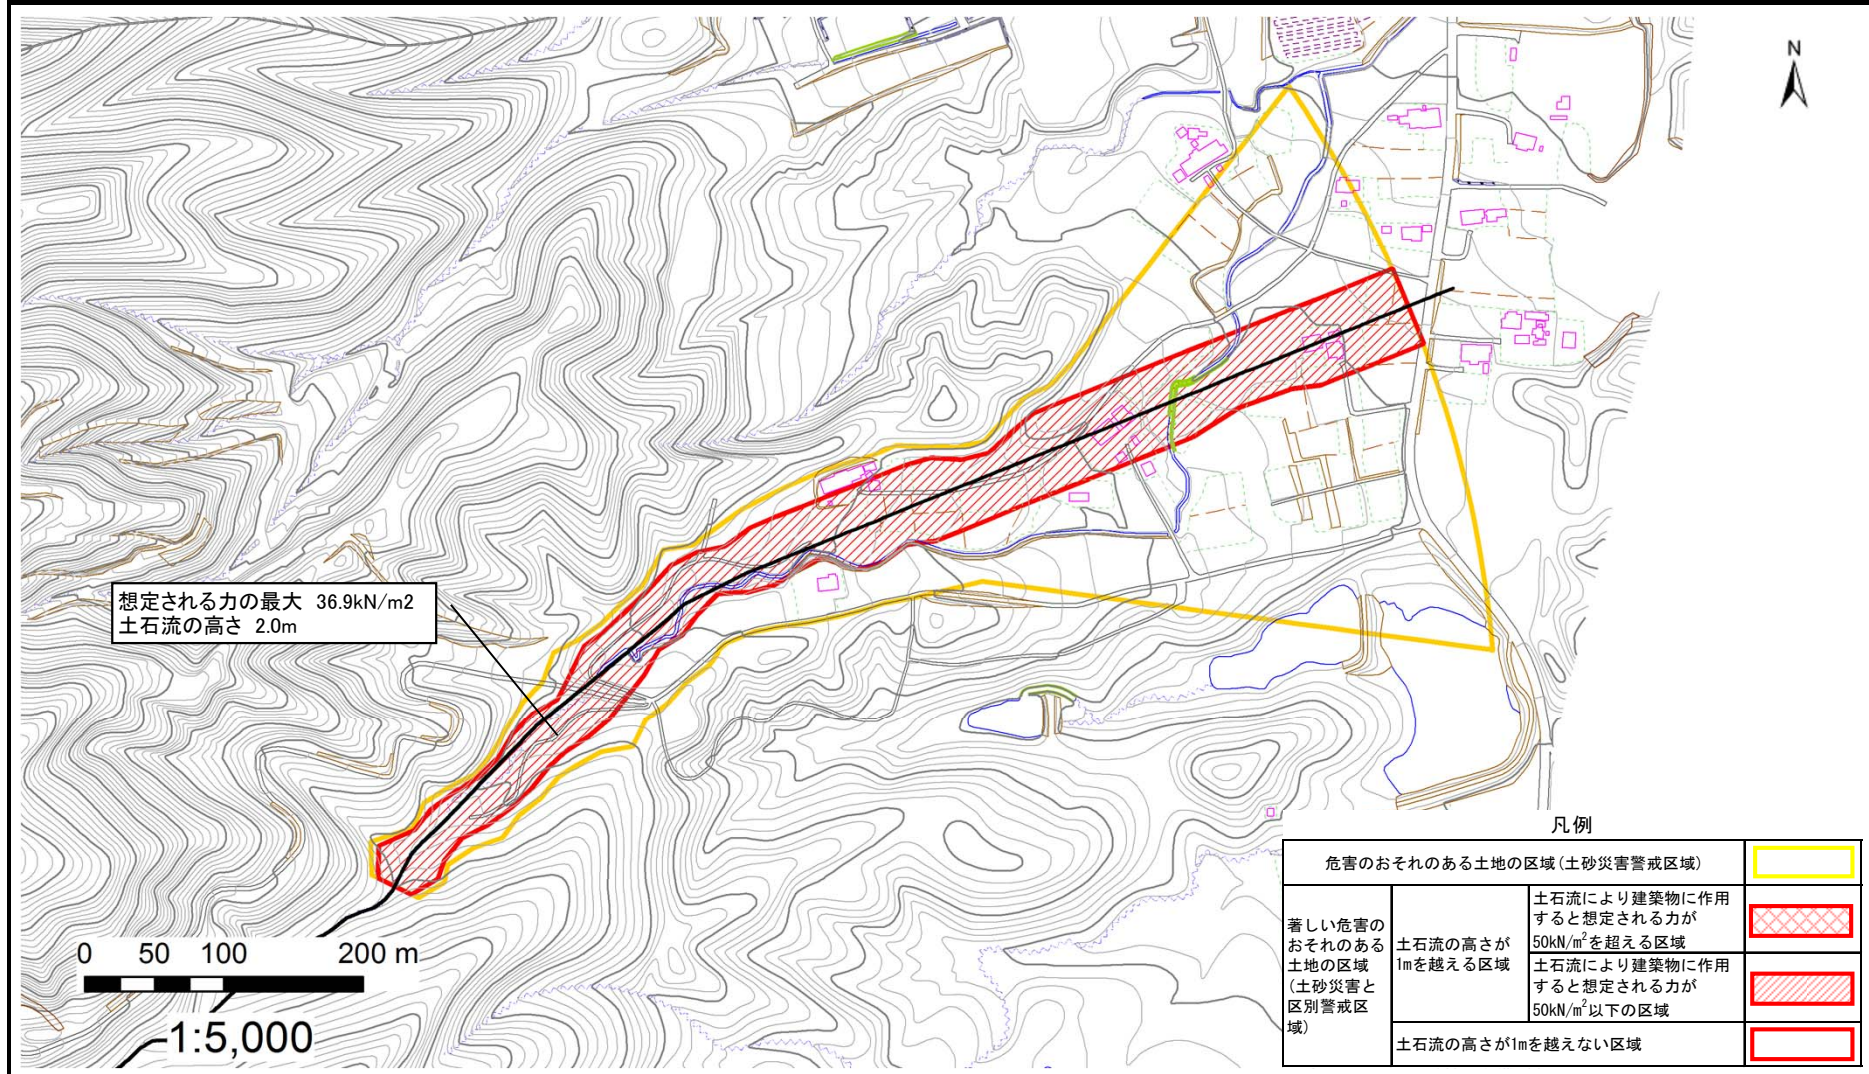 N
想定される力の最大 36.9kN/m2
土石流の高さ 2.0m
0 50 100 200 m
1:5,000
凡例
危害のおそれのある土地の区域(土砂災害警戒区域)
著しい危害の
おそれのある
土地の区域
(土砂災害と
区別警戒区
域)
土石流の高さが
1mを越える区域
土石流により建築物に作用
すると想定される力が
50kN/m²を超える区域
土石流により建築物に作用
すると想定される力が
50kN/m²以下の区域
土石流の高さが1mを越えない区域